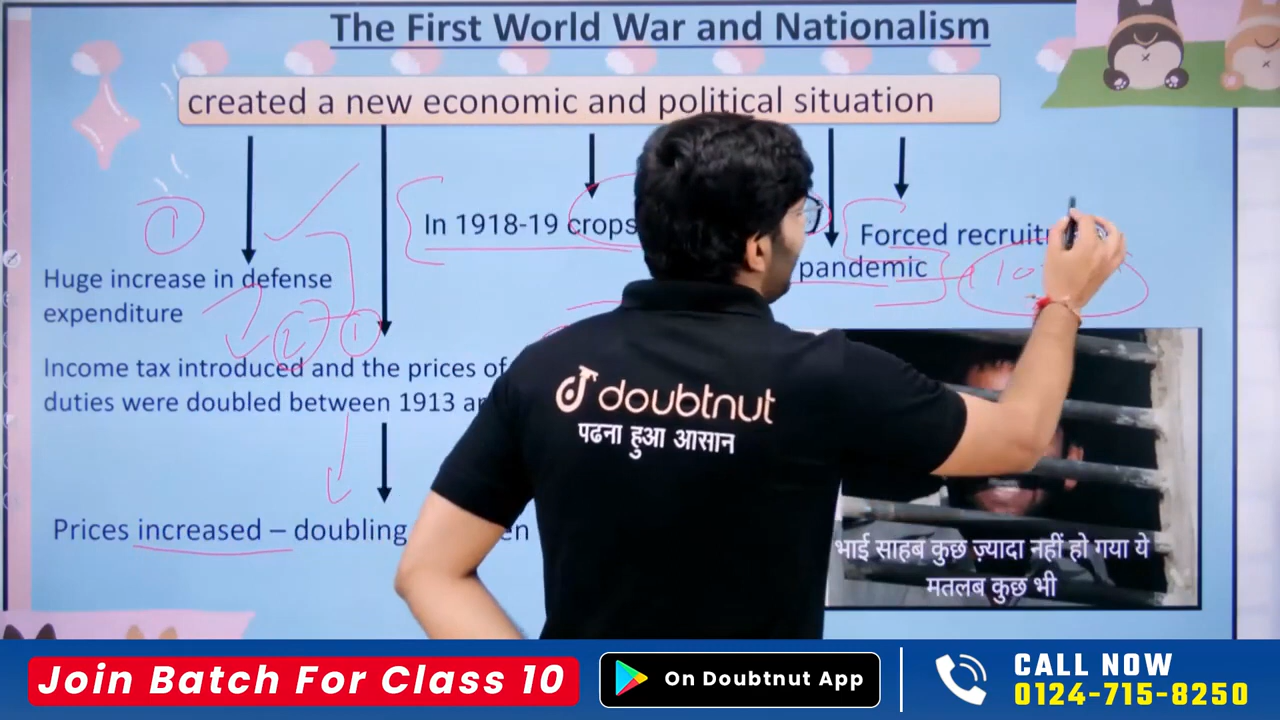 The First World War and Nationalism
created a new economic and political situation
In 1918-19 crops
Forced
pandemic
Huge increase in defense
expenditure
Income tax introduced and the prices of
duties were doubled between 1913
Prices increased – doubling
doubtnut
पढना हुआ आसान
भाई साहब कुछ ज़्यादा नहीं हो गया ये
मतलब कुछ भी
Join Batch For Class 10
On Doubtnut App
CALL NOW
0124-715-8250